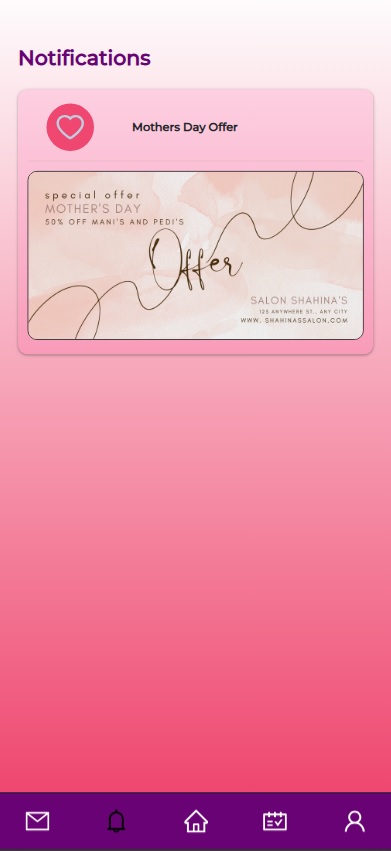 Notifications
Mothers Day Offer
special offer
MOTHER'S DAY
50% OFF MANI'S AND PEDI'S
Offer
SALON SHAHINA'S
123 ANYWHERE ST., ANY CITY
WWW. SHAHINASSALON.COM